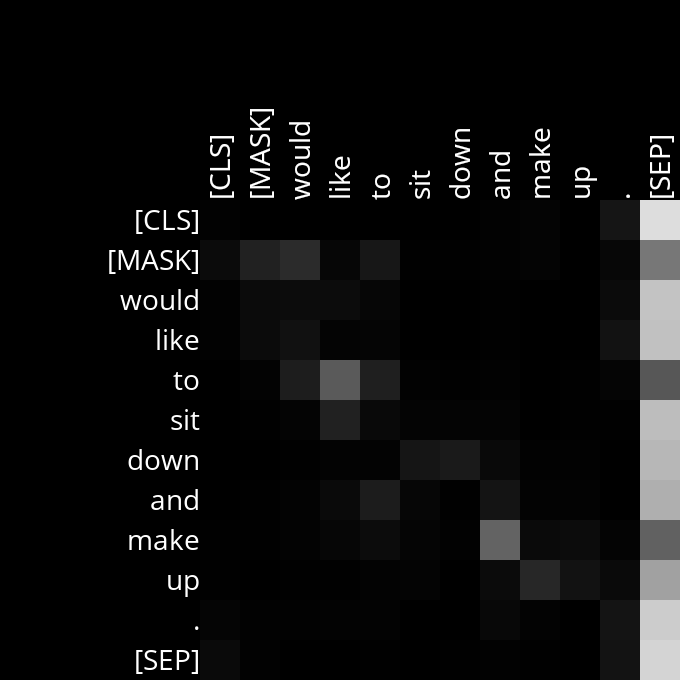 [CLS] [MASK] would like to sit down and make up . [SEP]
[CLS]
[MASK]
would
like
to
sit
down
and
make
up
.
[SEP]